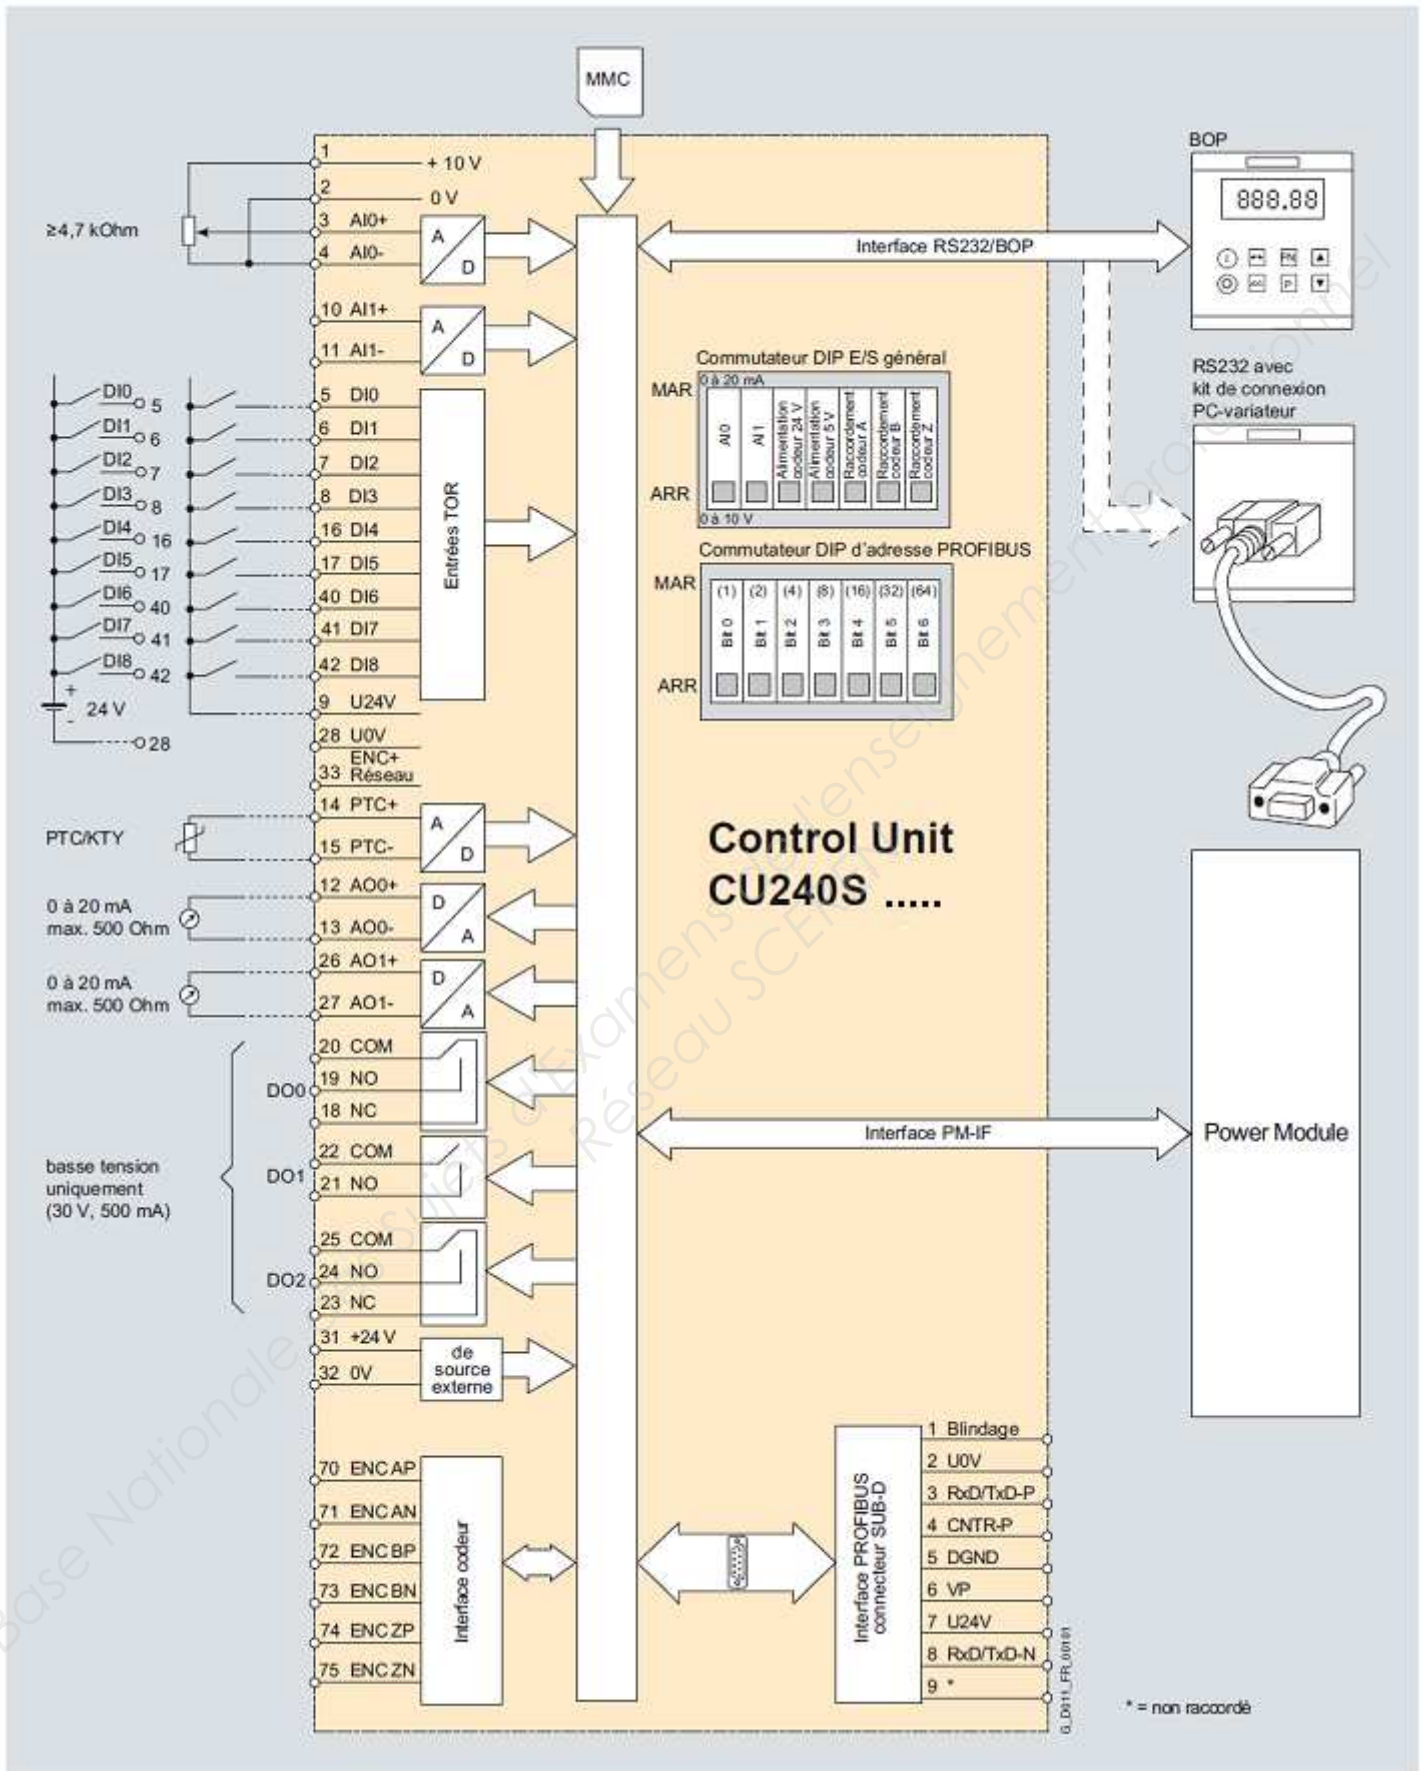 MMC
BOP
1
+ 10 V
2
0 V
≥4,7 kOhm
3 AI0+
4 AI0-
A
D
888.88
Interface RS232/BOP
FN
P
10 AI1+
11 AI1-
A
D
Commutateur DIP E/S général
MAR
0 à 20 mA
AI0
AI1
Alimentation codeur 24 V
Alimentation codeur 5 V
Raccordement codeur A
Raccordement codeur B
Raccordement codeur Z
ARR
0 à 10 V
RS232 avec
kit de connexion
PC-variateur
DI0 5
DI1 6
DI2 7
DI3 8
DI4 16
DI5 17
DI6 40
DI7 41
DI8 42
+
24 V
-
28
5 DI0
6 DI1
7 DI2
8 DI3
16 DI4
17 DI5
40 DI6
41 DI7
42 DI8
Entrées TOR
9 U24V
28 U0V
33 ENC+
Réseau
Commutateur DIP d'adresse PROFIBUS
MAR
(1) (2) (4) (8) (16) (32) (64)
Bit 0 Bit 1 Bit 2 Bit 3 Bit 4 Bit 5 Bit 6
ARR
PTC/KTY
14 PTC+
15 PTC-
A
D
Control Unit
CU240S .....
0 à 20 mA
max. 500 Ohm
12 AO0+
13 AO0-
D
A
0 à 20 mA
max. 500 Ohm
26 AO1+
27 AO1-
D
A
DO0
20 COM
19 NO
18 NC
basse tension
uniquement
(30 V, 500 mA)
DO1
22 COM
21 NO
DO2
25 COM
24 NO
23 NC
Interface PM-IF
Power Module
31 +24 V
32 0V
de
source
externe
70 ENC AP
71 ENC AN
72 ENC BP
73 ENC BN
74 ENC ZP
75 ENC ZN
Interface codeur
Interface PROFIBUS
connecteur SUB-D
1 Blindage
2 U0V
3 RxD/TxD-P
4 CNTR-P
5 DGND
6 VP
7 U24V
8 RxD/TxD-N
9 *
G_D011_FR_00101
* = non raccordé
Base Nationale des Sujets d'Examens de l'enseignement professionnel
Réseau SCEREN